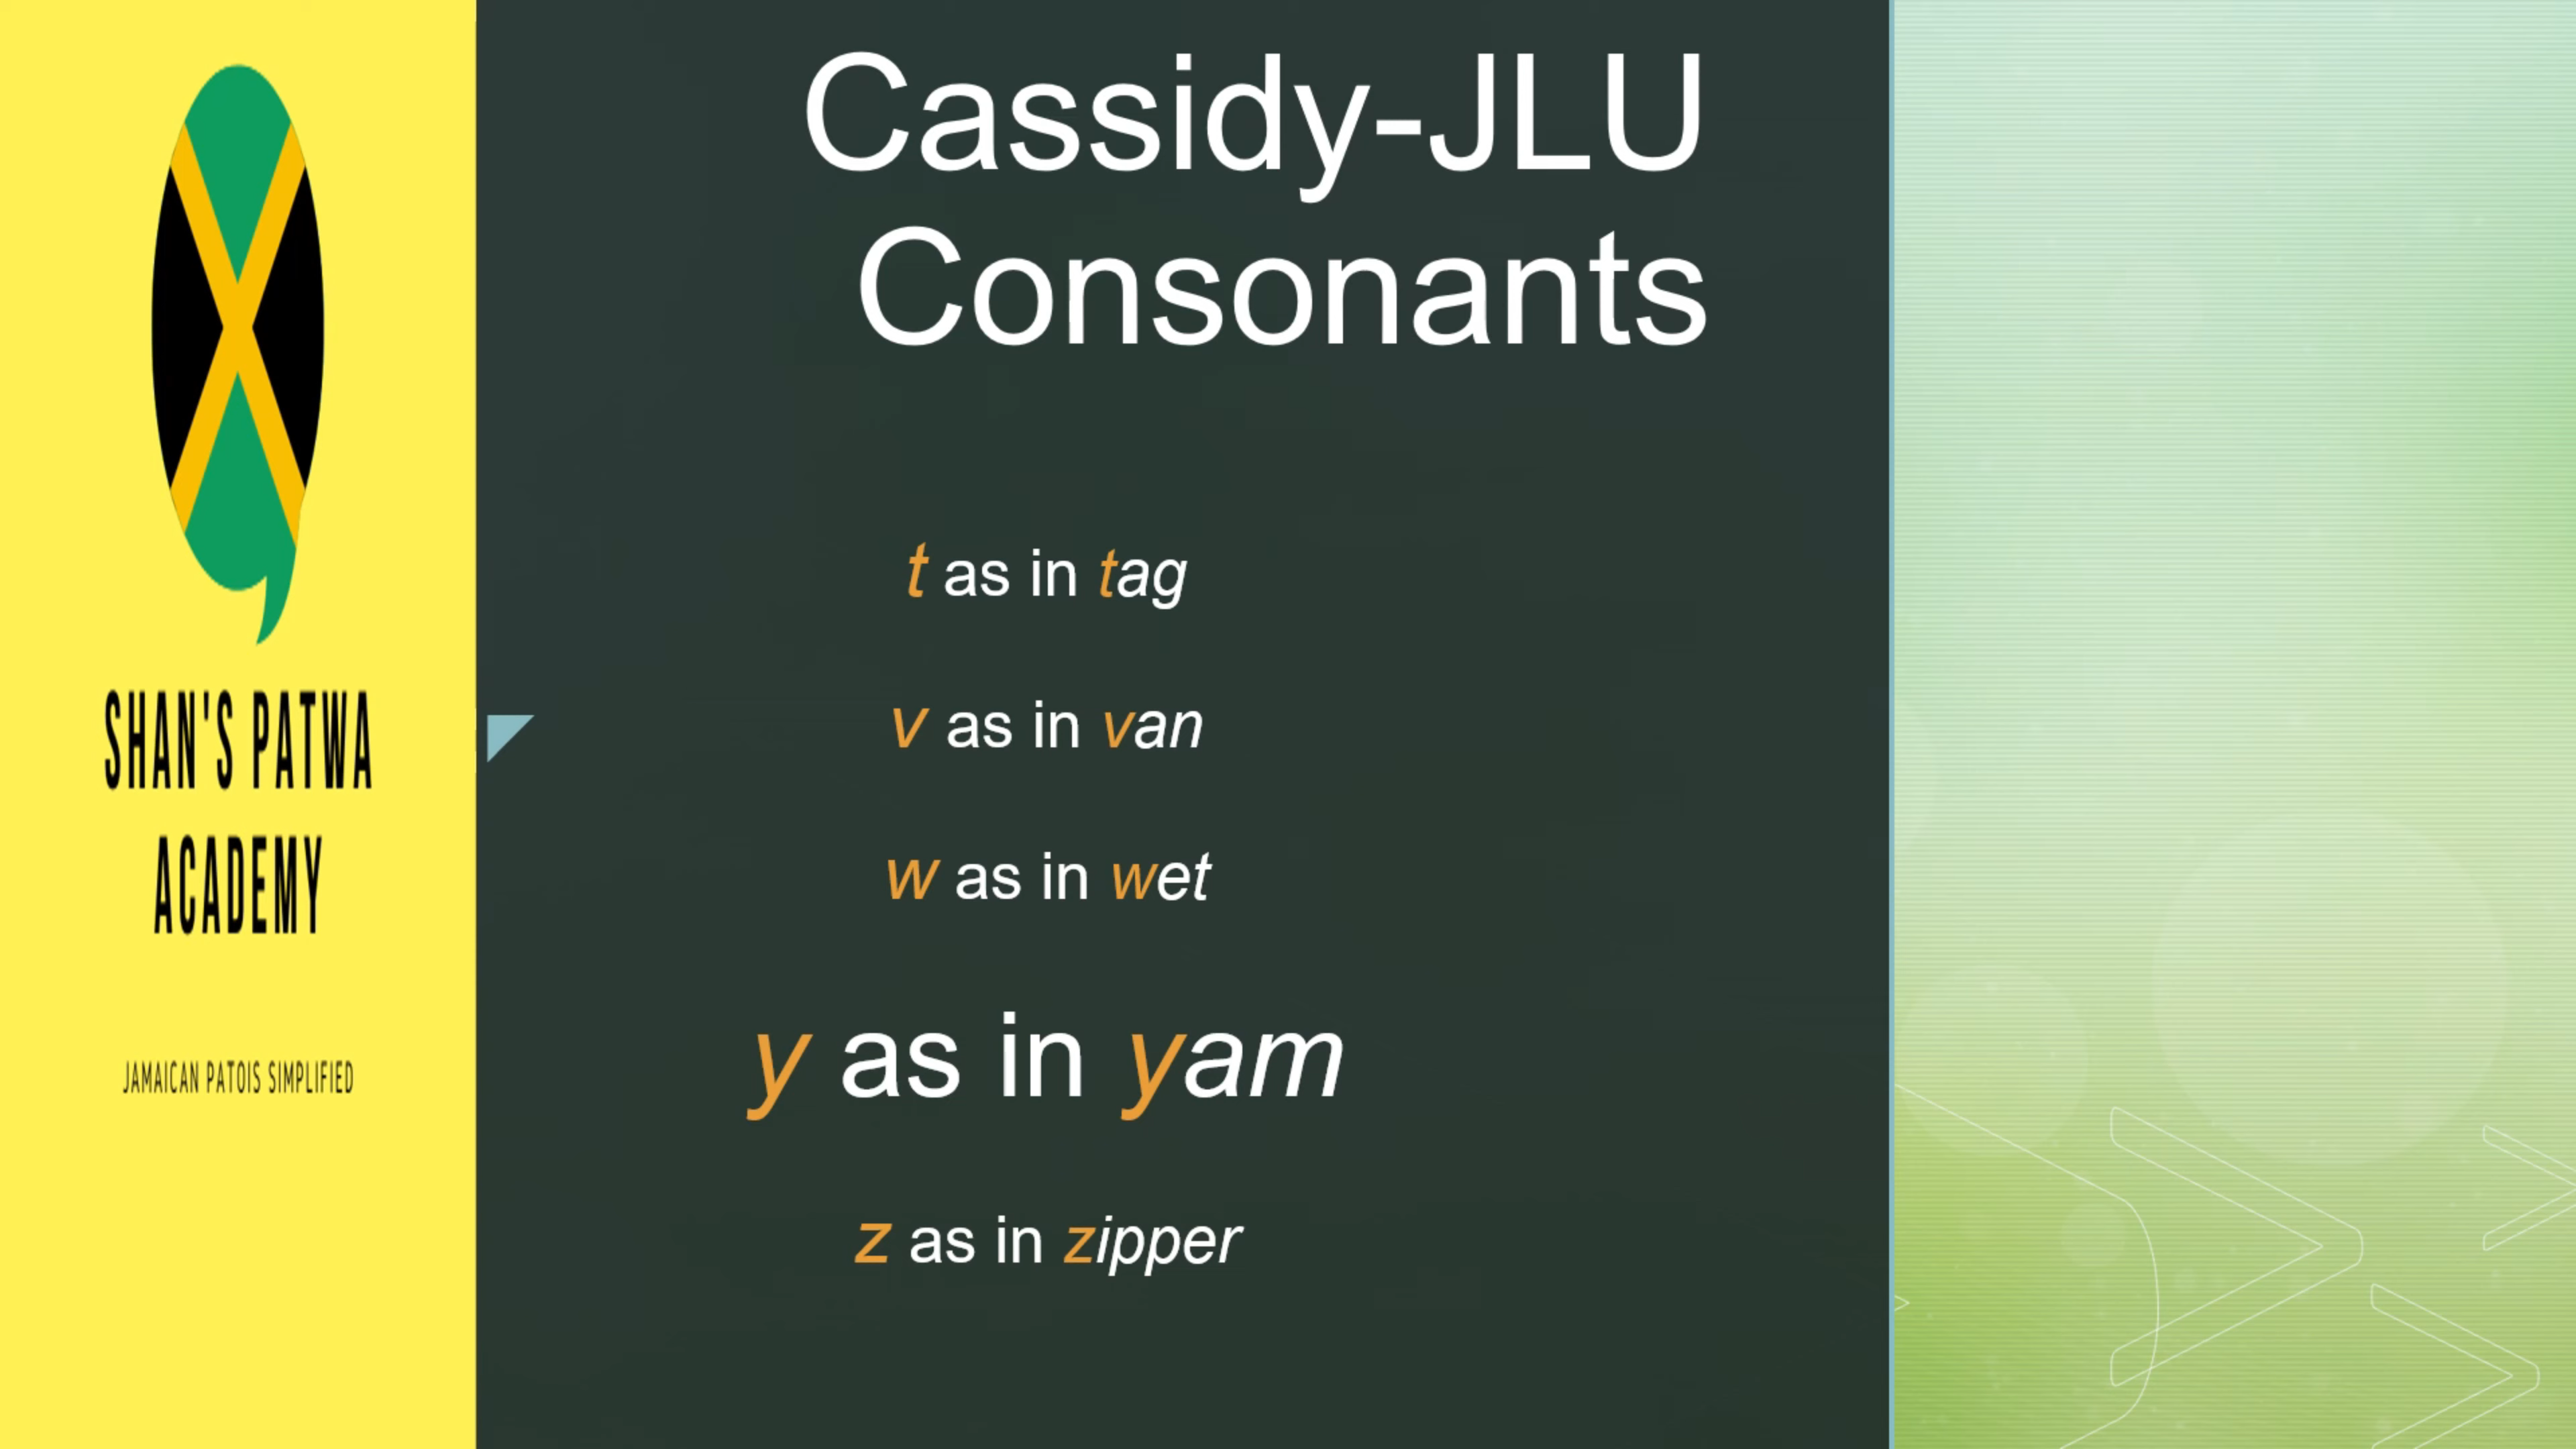 SHAN'S PATWA
ACADEMY
JAMAICAN PATOIS SIMPLIFIED
Cassidy-JLU
Consonants
t as in tag
v as in van
w as in wet
y as in yam
z as in zipper